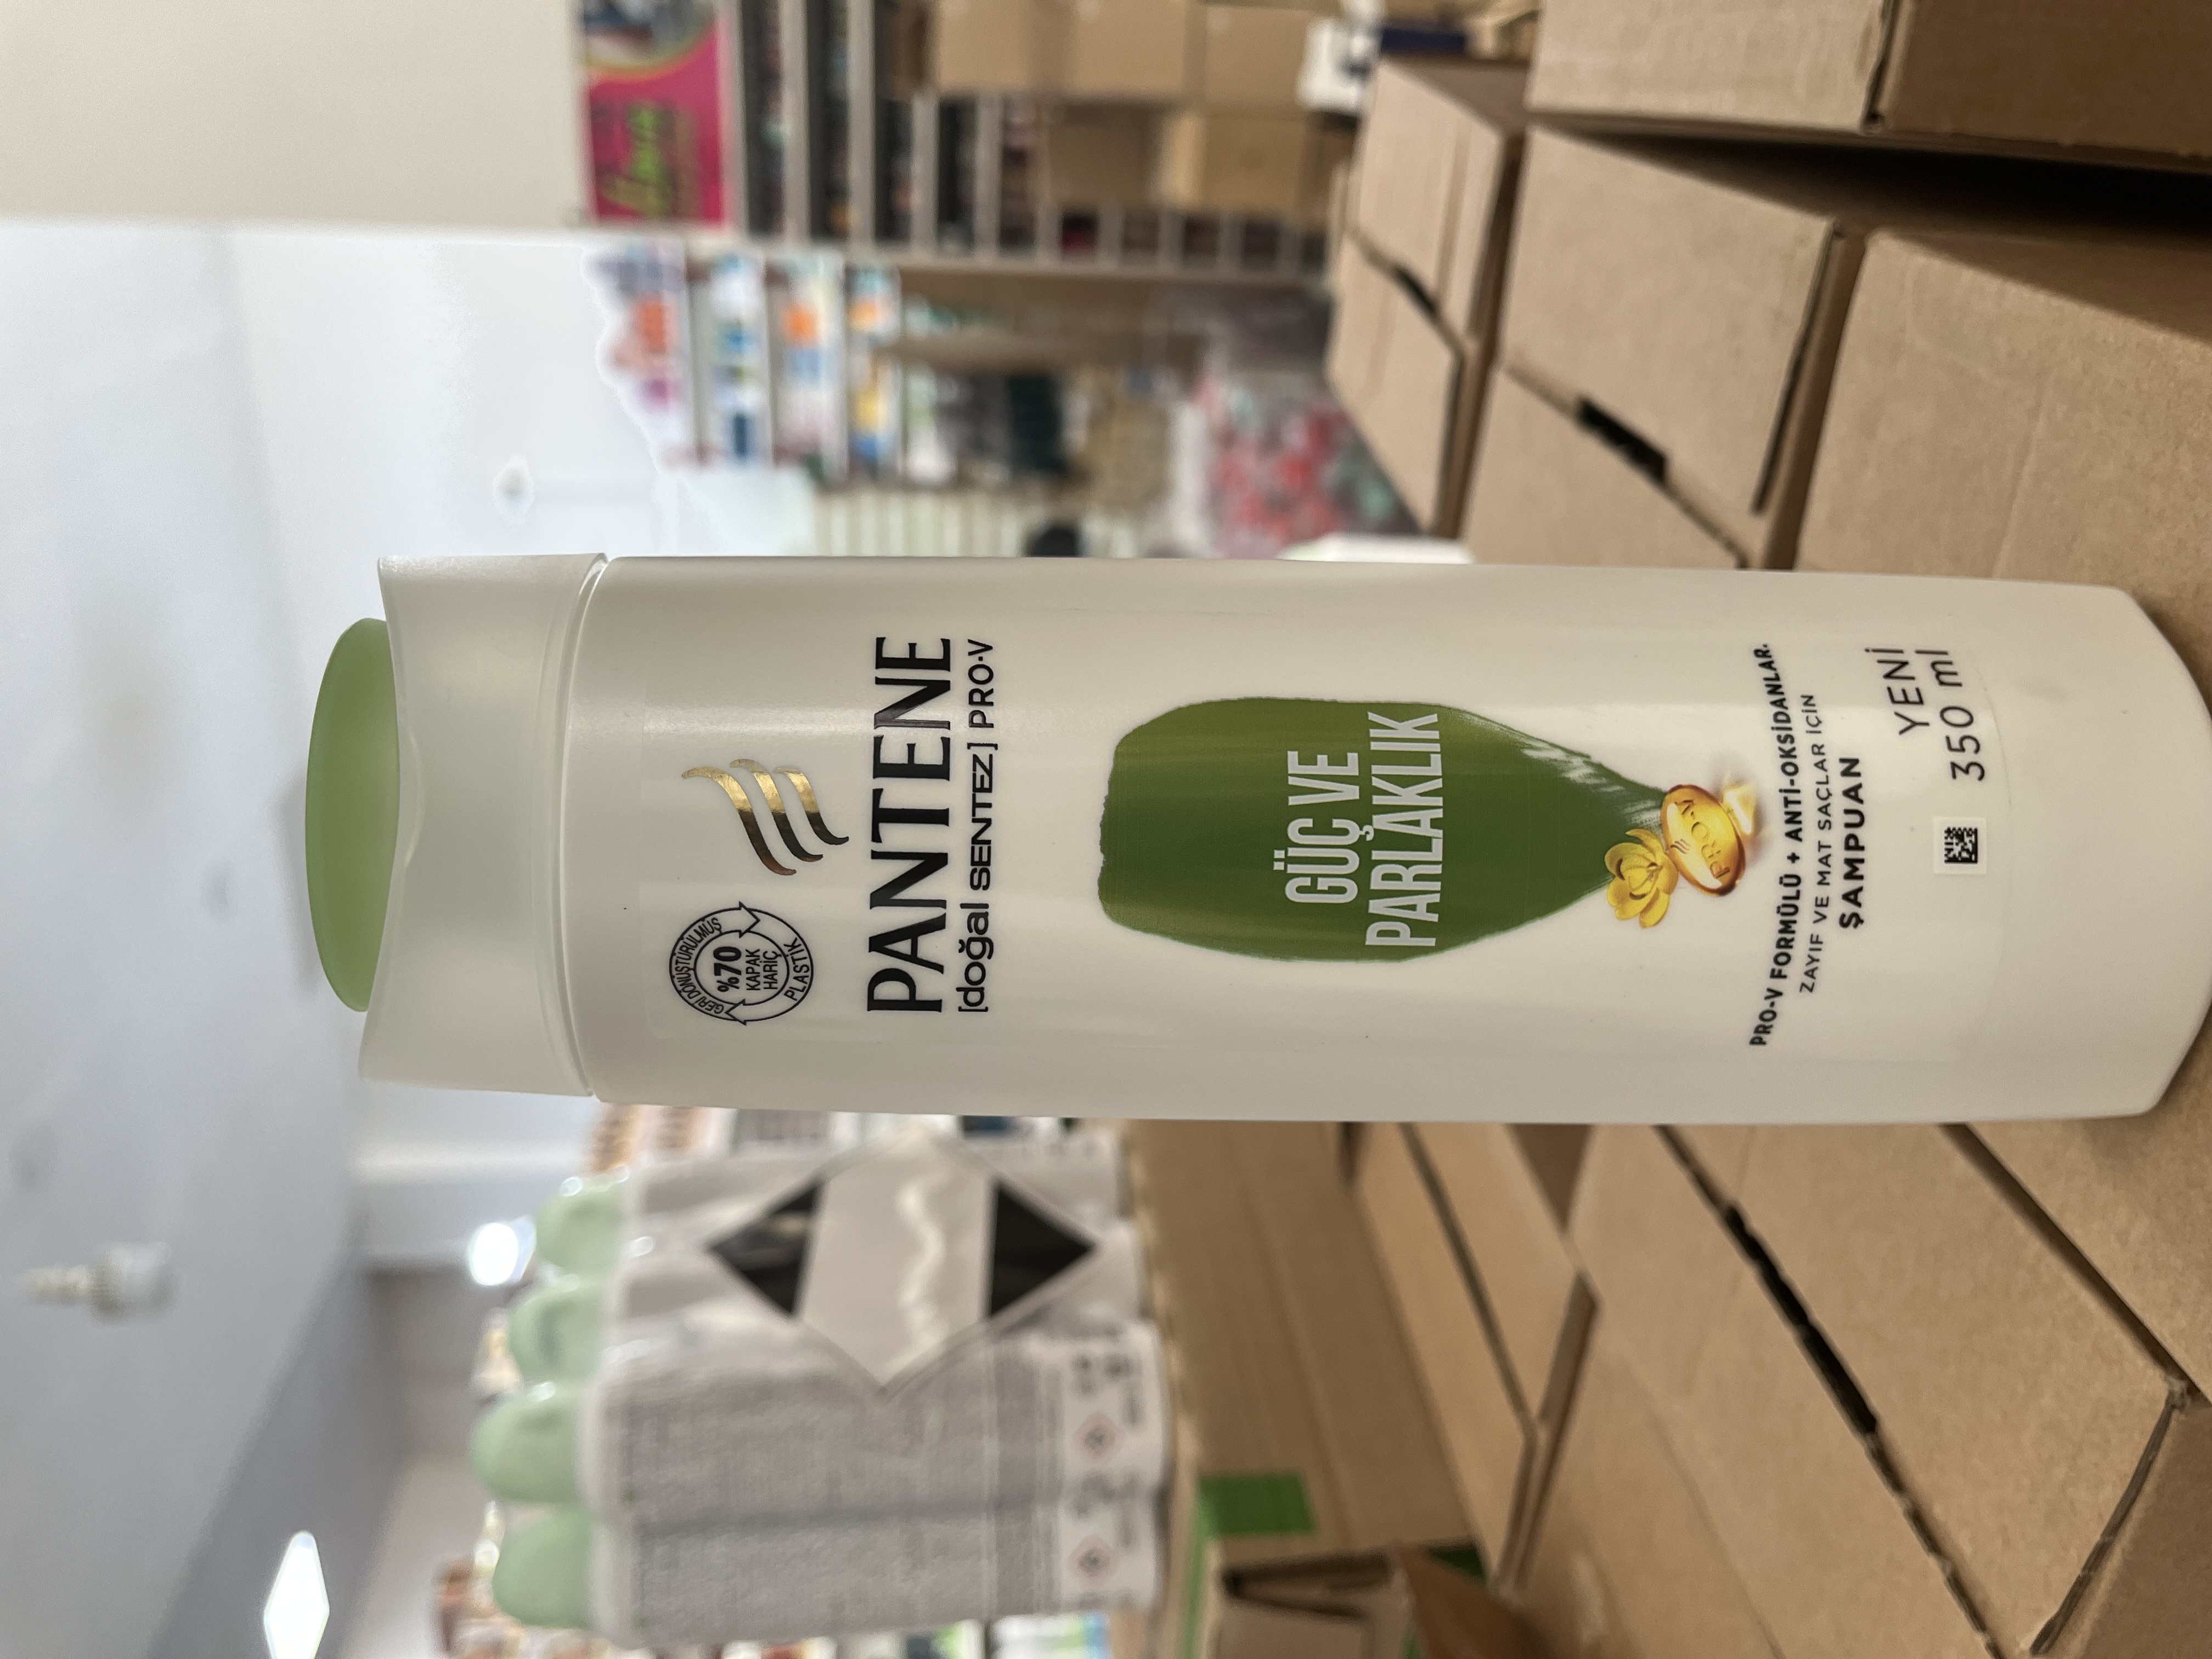 GERİ DÖNÜŞTÜRÜLMÜŞ
%70
KAPAK
HARİÇ
PLASTİK
PANTENE
[doğal SENTEZ] PRO-V
GÜÇ VE
PARLAKLIK
PRO-V
PRO-V FORMÜLÜ + ANTİ-OKSİDANLAR.
ZAYIF VE MAT SAÇLAR İÇİN
ŞAMPUAN
YENİ
350 ml